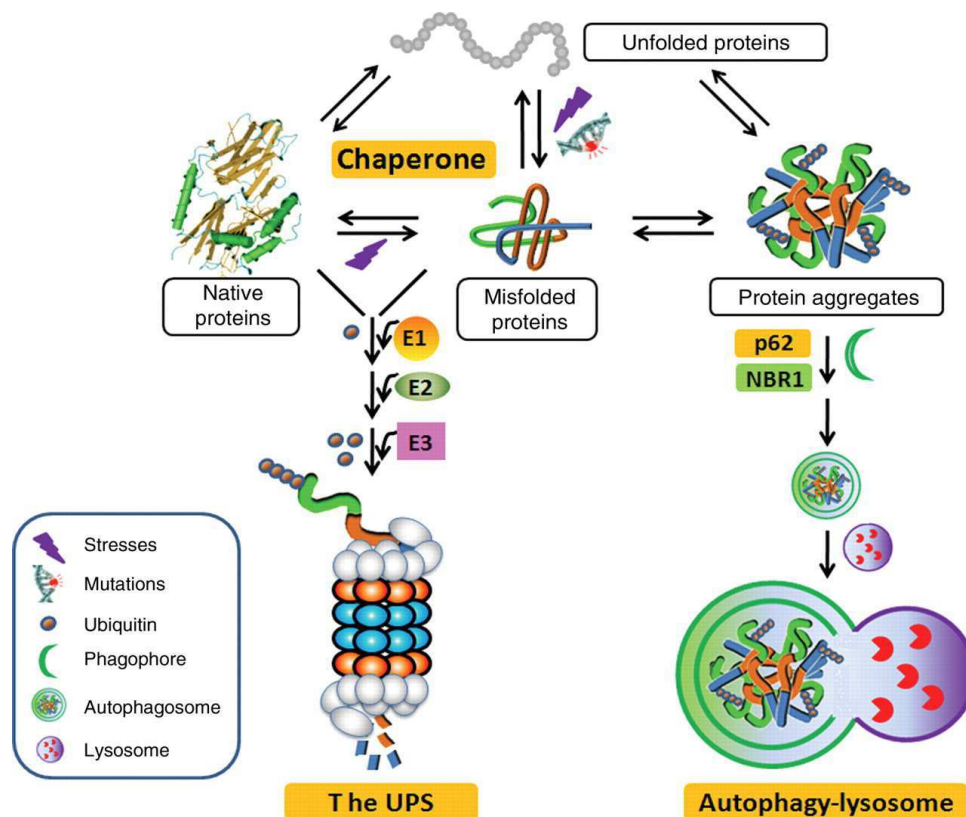 Unfolded proteins
Chaperone
Native
proteins
Misfolded
proteins
Protein aggregates
E1
E2
E3
p62
NBR1
Stresses
Mutations
Ubiquitin
Phagophore
Autophagosome
Lysosome
The UPS
Autophagy-lysosome